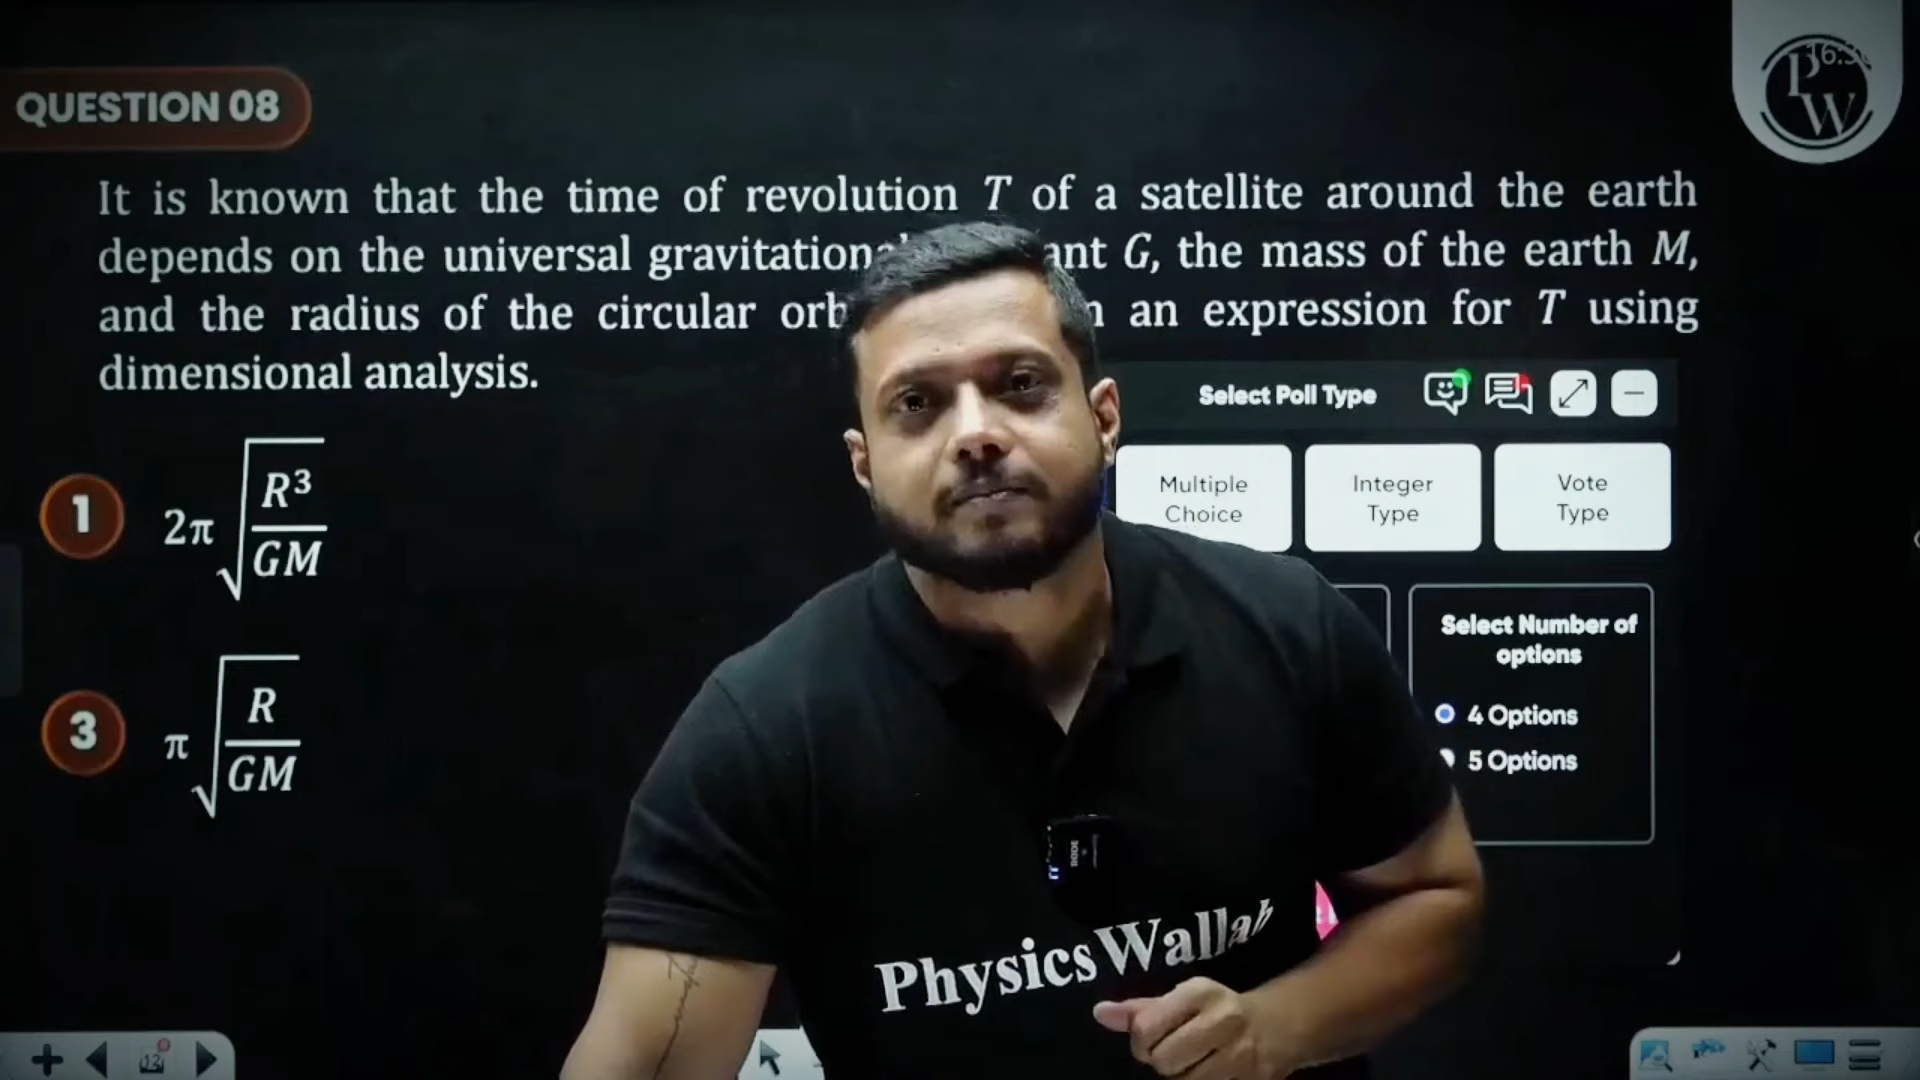 QUESTION 08
PW
It is known that the time of revolution T of a satellite around the earth
depends on the universal G, the mass of the earth M,
and the radius of the circular an expression for T using
dimensional analysis.
Select Poll Type
1 2π √(R³/GM)
Multiple Choice
Integer Type
Vote Type
Select Number of
options
4 Options
5 Options
3 π √(R/GM)
RODE
PhysicsWallah
12